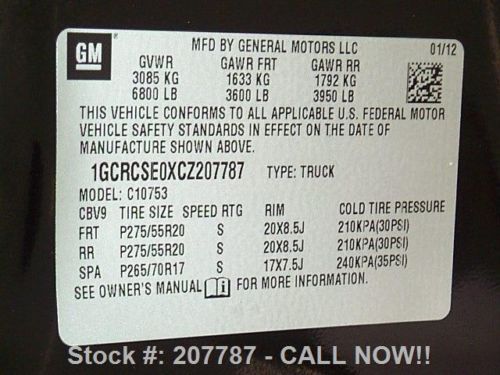 GM MFD BY GENERAL MOTORS LLC 01/12
GVWR GAWR FRT GAWR RR
3085 KG 1633 KG 1792 KG
6800 LB 3600 LB 3950 LB
THIS VEHICLE CONFORMS TO ALL APPLICABLE U.S. FEDERAL MOTOR
VEHICLE SAFETY STANDARDS IN EFFECT ON THE DATE OF
MANUFACTURE SHOWN ABOVE.
1GCRCSE0XCZ207787 TYPE: TRUCK
MODEL: C10753
CBV9 TIRE SIZE SPEED RTG RIM COLD TIRE PRESSURE
FRT P275/55R20 S 20X8.5J 210KPA(30PSI)
RR P275/55R20 S 20X8.5J 210KPA(30PSI)
SPA P265/70R17 S 17X7.5J 240KPA(35PSI)
SEE OWNER'S MANUAL FOR MORE INFORMATION.
Stock #: 207787 - CALL NOW!!